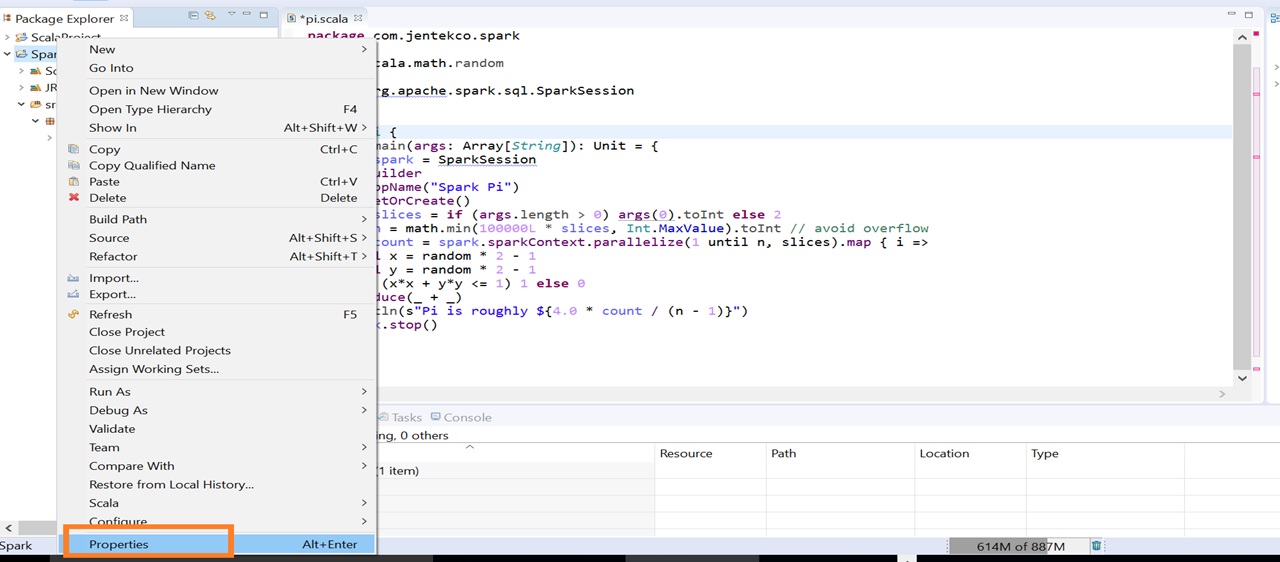 Package Explorer
*pi.scala
ScalaProject
Spar
Sc
JR
sr
New
Go Into
Open in New Window
Open Type Hierarchy F4
Show In Alt+Shift+W >
Copy Ctrl+C
Copy Qualified Name
Paste Ctrl+V
Delete Delete
Build Path >
Source Alt+Shift+S >
Refactor Alt+Shift+T >
Import...
Export...
Refresh F5
Close Project
Close Unrelated Projects
Assign Working Sets...
Run As >
Debug As >
Validate
Team >
Compare With >
Restore from Local History...
Scala >
Configure >
Properties Alt+Enter
package com.jentekco.spark
cala.math.random
rg.apache.spark.sql.SparkSession
i {
main(args: Array[String]): Unit = {
spark = SparkSession
uilder
ppName("Spark Pi")
etOrCreate()
slices = if (args.length > 0) args(0).toInt else 2
n = math.min(100000L * slices, Int.MaxValue).toInt // avoid overflow
count = spark.sparkContext.parallelize(1 until n, slices).map { i =>
l x = random * 2 - 1
l y = random * 2 - 1
(x*x + y*y <= 1) 1 else 0
duce(_ + _)
tln(s"Pi is roughly ${4.0 * count / (n - 1)}")
k.stop()
Tasks Console
ing, 0 others
Resource Path Location Type
(1 item)
Spark
614M of 887M